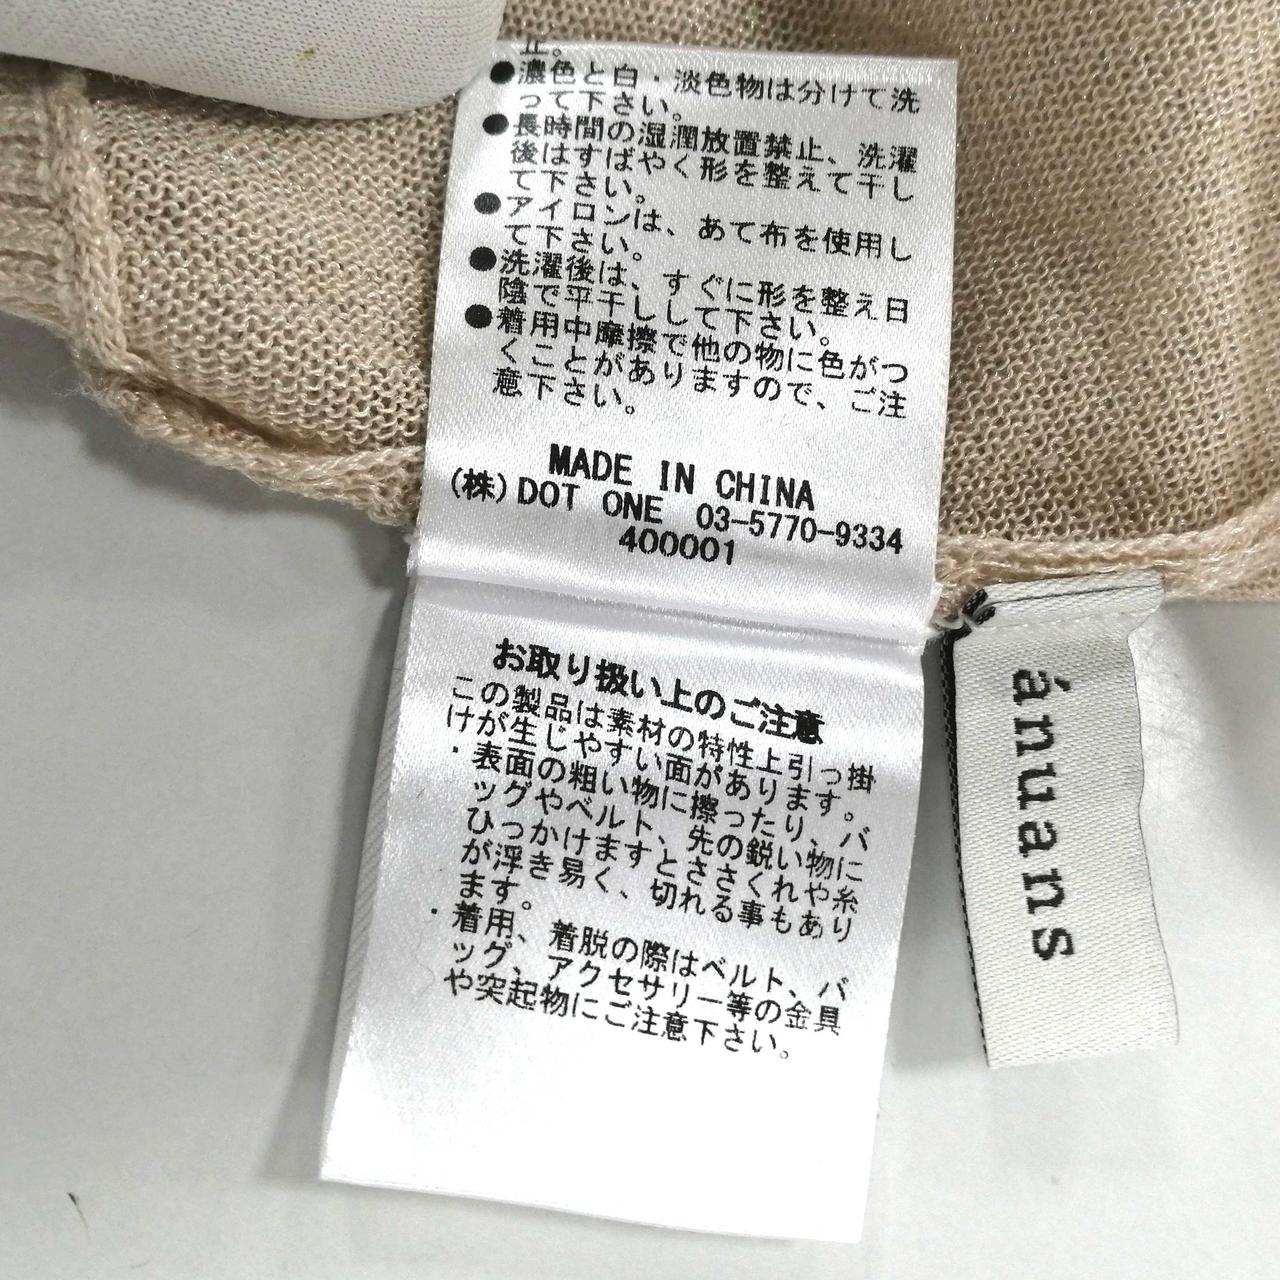 止。
●濃色と白・淡色物は分けて洗
って下さい。
●長時間の湿潤放置禁止、洗濯
後はすばやく形を整えて干し
て下さい。
●アイロンは、あて布を使用し
て下さい。
●洗濯後は、すぐに形を整え日
陰で平干しして下さい。
●着用中摩擦で他の物に色がつ
くことがありますので、ご注
意下さい。
MADE IN CHINA
(株)DOT ONE 03-5770-9334
400001
お取り扱い上のご注意
この製品は素材の特性上引っ掛
けが生じやすい面があります。
・表面の粗い物に擦ったり、バ
ッグやベルト、先の鋭い物に
ひっかけますとささくれや糸
が浮き易く、切れる事もあり
ます。
・着用、着脱の際はベルト、バ
ッグ、アクセサリー等の金具
や突起物にご注意下さい。
ánuans